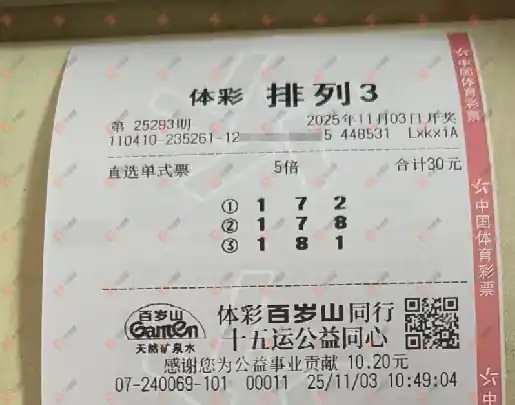 体彩 排列3
第 25293期 2025年11月03日开奖
110410-235261-12 5 448531 LxkxiA
直选单式票 5倍 合计30元
① 1 7 2
② 1 7 8
③ 1 8 1
百岁山
Ganten
天然矿泉水
体彩百岁山同行
十五运公益同心
感谢您为公益事业贡献 10.20元
07-240069-101 00011 25/11/03 10:49:04
中国体育彩票
中国体育彩票
中